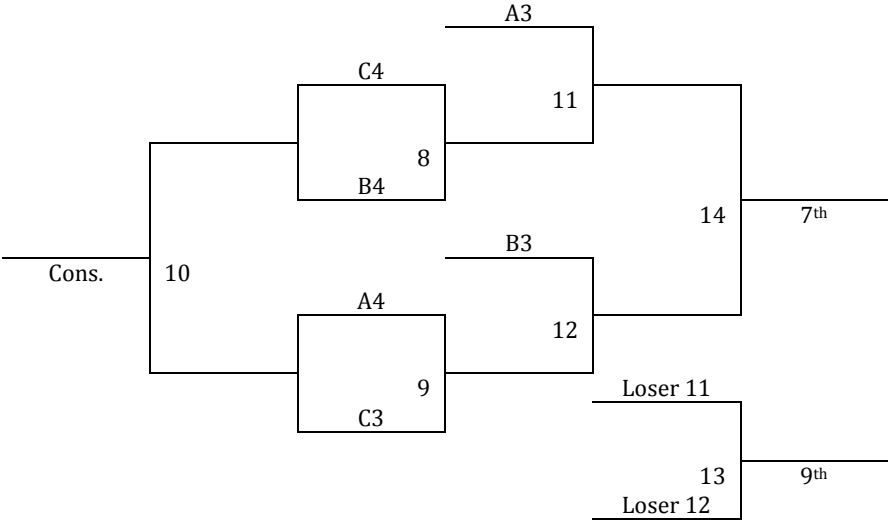 A3
C4
11
8
B4
14
7th
B3
Cons.
10
A4
12
9
Loser 11
C3
13
9th
Loser 12